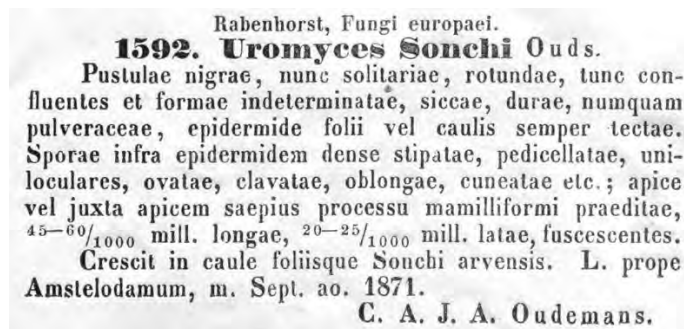 Rabenhorst, Fungi europaei.
1592. Uromyces Sonchi Ouds.
Pustulae nigrae, nunc solitariae, rotundae, tunc con-
fluentes et formae indeterminatae, siccae, durae, numquam
pulveraceae, epidermide folii vel caulis semper tectae.
Sporae infra epidermidem dense stipatae, pedicellatae, uni-
loculares, ovatae, clavatae, oblongae, cuneatae etc.; apice
vel juxta apicem saepius processu mamilliformi praeditae,
45—60/1000 mill. longae, 20—25/1000 mill. latae, fuscescentes.
Crescit in caule foliisque Sonchi arvensis. L. prope
Amstelodamum, m. Sept. ao. 1871.
C. A. J. A. Oudemans.